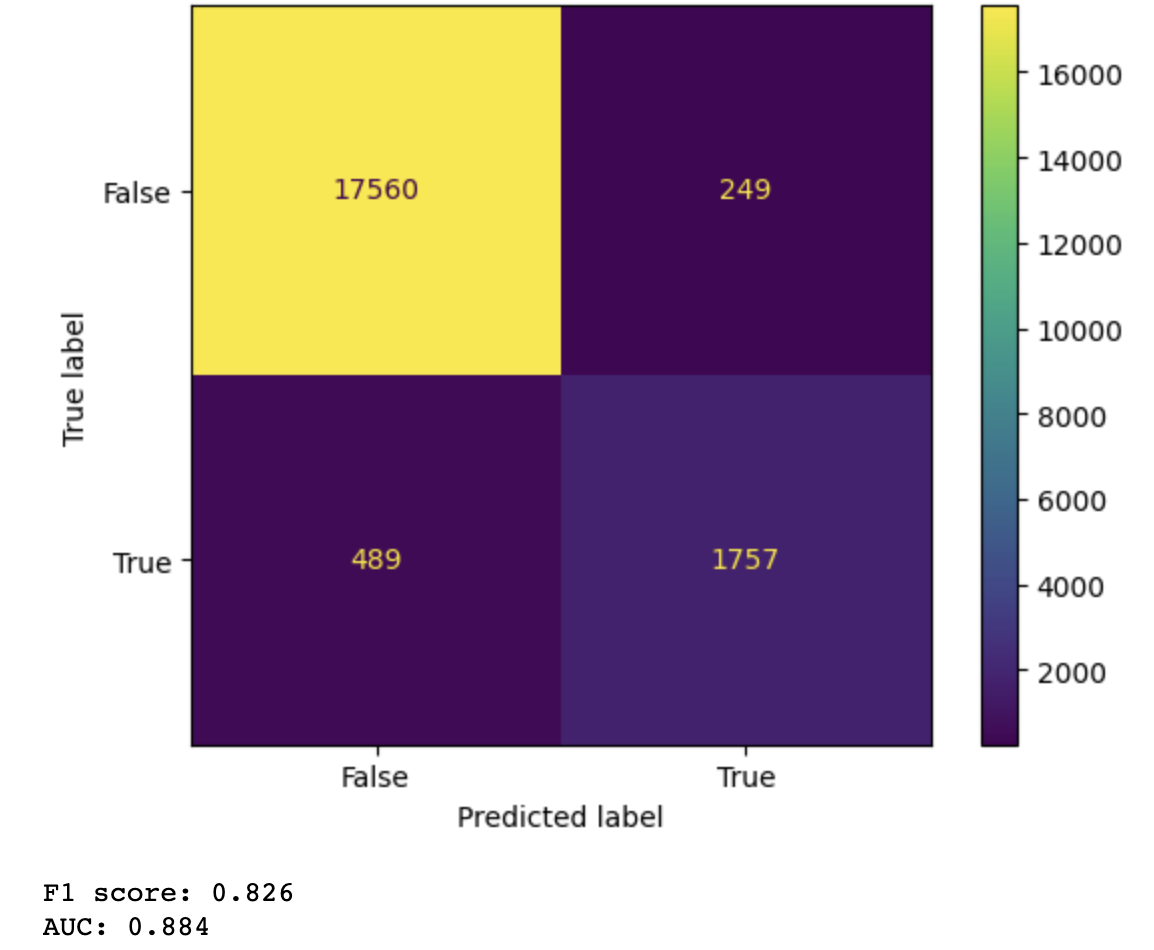 16000
14000
False
17560
249
12000
10000
True label
8000
6000
True
489
1757
4000
2000
False
True
Predicted label
F1 score: 0.826
AUC: 0.884